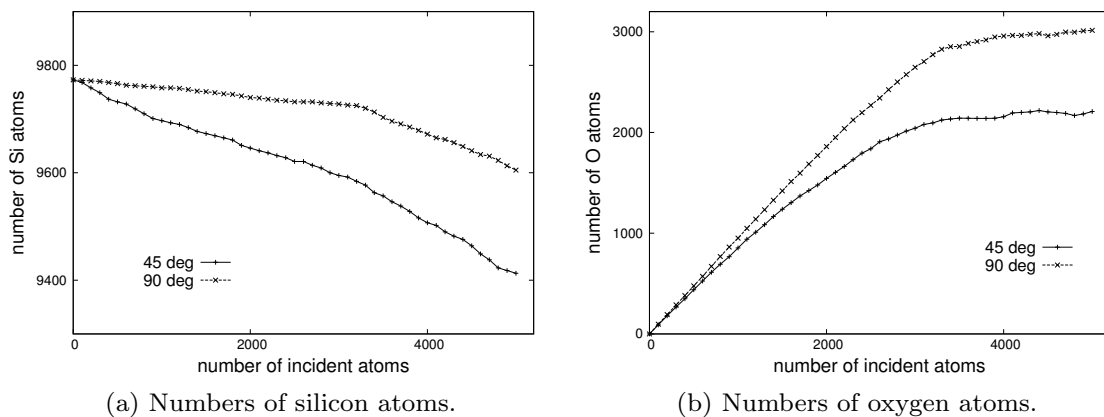 number of Si atoms
9800
9600
9400
0
2000
4000
45 deg
90 deg
number of incident atoms
(a) Numbers of silicon atoms.
number of O atoms
3000
2000
1000
0
0
2000
4000
45 deg
90 deg
number of incident atoms
(b) Numbers of oxygen atoms.